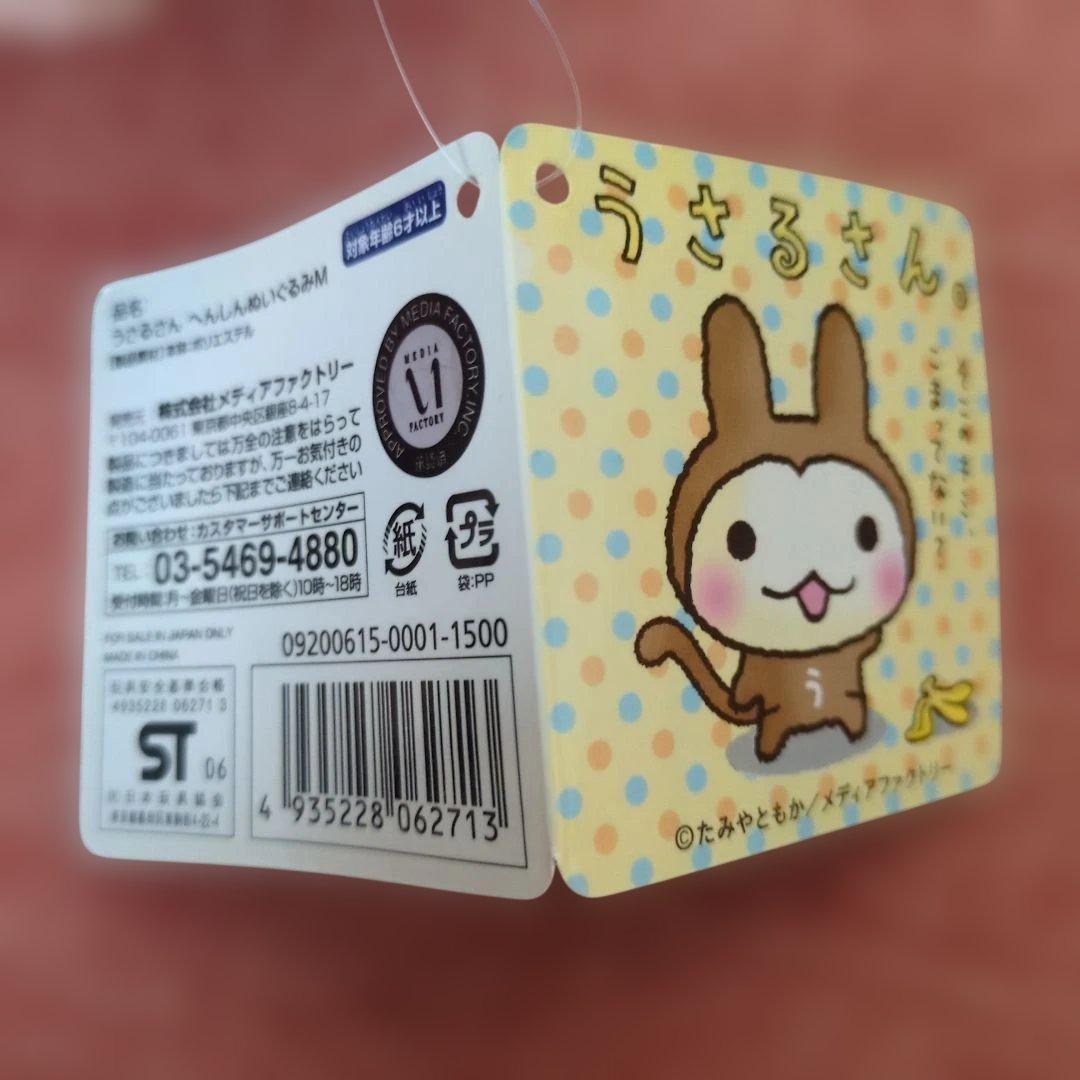 対象年齢6才以上
品名:
うさるさん へんしんぬいぐるみM
【製品素材】本体:ポリエステル
発売元 株式会社メディアファクトリー
〒104-0061 東京都中央区銀座8-4-17
製品につきましては万全の注意をはらって
製造に当たっておりますが、万一お気付きの
点がございましたら下記までご連絡ください
お問い合わせ:カスタマーサポートセンター
TEL: 03-5469-4880
受付時間:月~金曜日(祝日を除く)10時~18時
APPROVED BY MEDIA FACTORY, INC.
MEDIA
FACTORY
紙
台紙
プラ
袋:PP
FOR SALE IN JAPAN ONLY
MADE IN CHINA
09200615-0001-1500
玩具安全基準合格
4935228 06271 3
ST 06
(社)日本玩具協会
4 935228 062713
うさるさん。
う
©たみやともか/メディアファクトリー